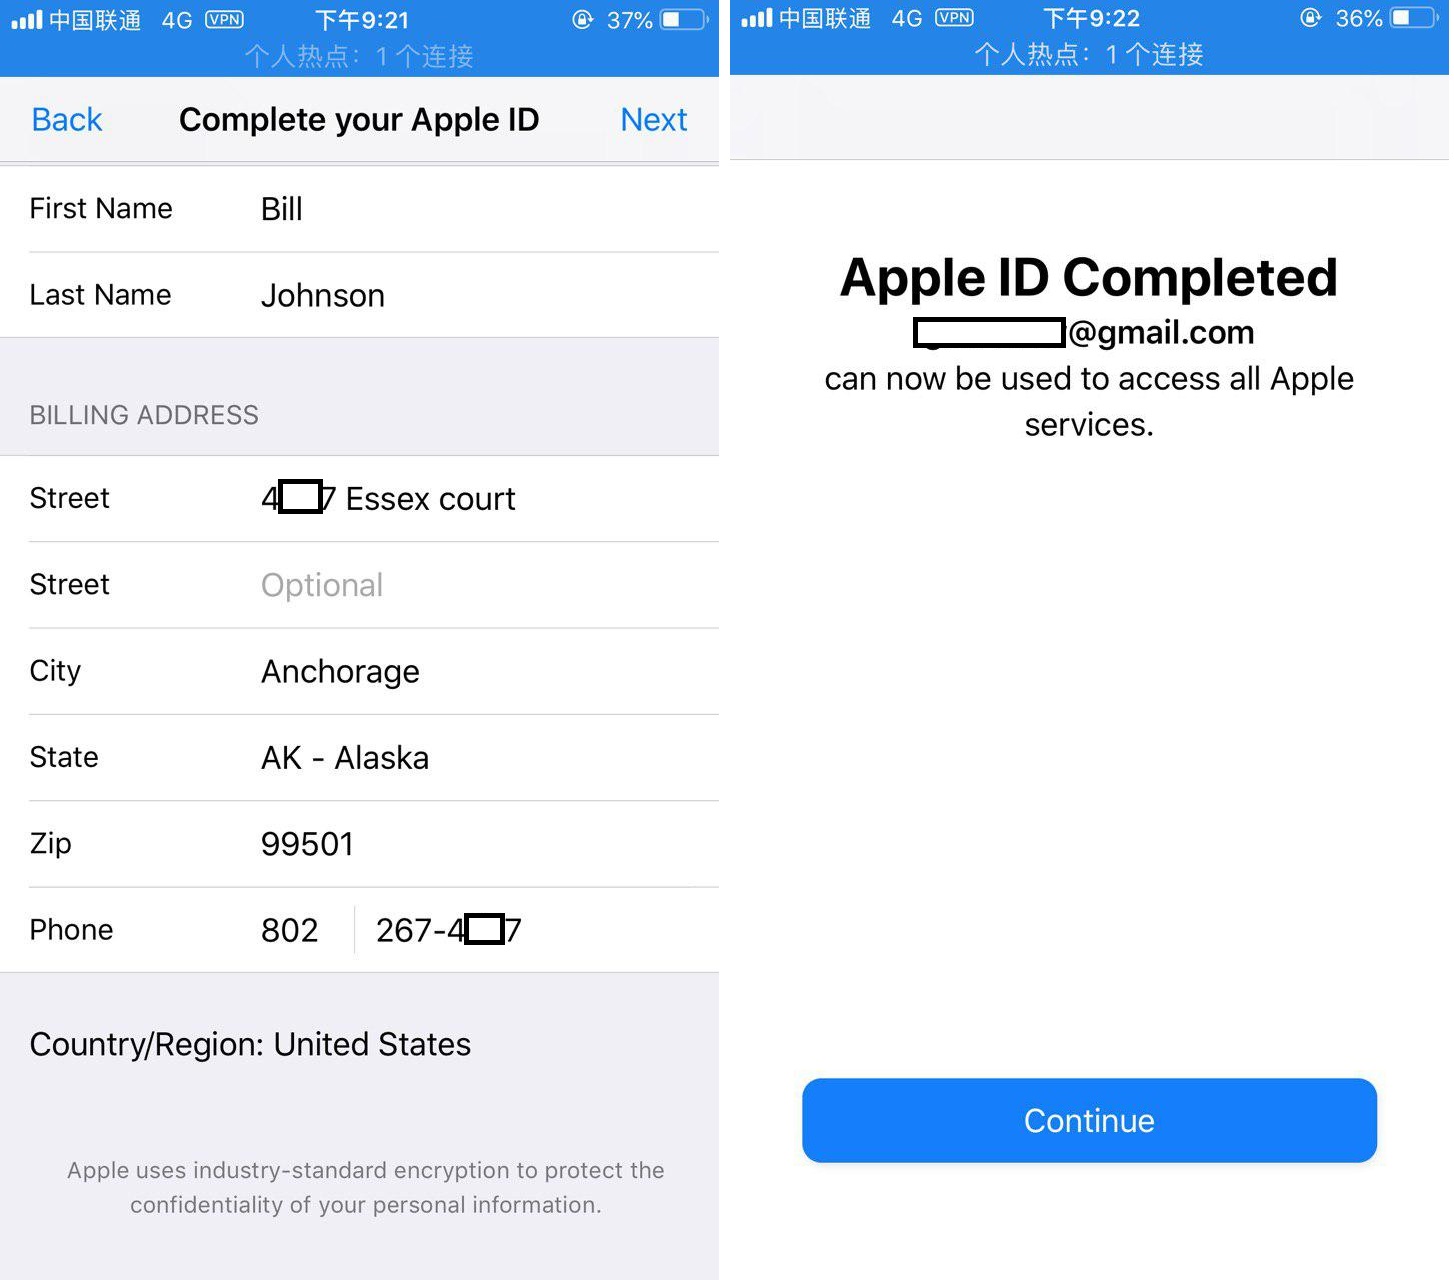 中国联通 4G VPN 下午9:21 37%
个人热点：1 个连接
Back Complete your Apple ID Next
First Name Bill
Last Name Johnson
BILLING ADDRESS
Street 4 7 Essex court
Street Optional
City Anchorage
State AK - Alaska
Zip 99501
Phone 802 267-4 7
Country/Region: United States
Apple uses industry-standard encryption to protect the
confidentiality of your personal information.
中国联通 4G VPN 下午9:22 36%
个人热点：1 个连接
Apple ID Completed
@gmail.com
can now be used to access all Apple
services.
Continue